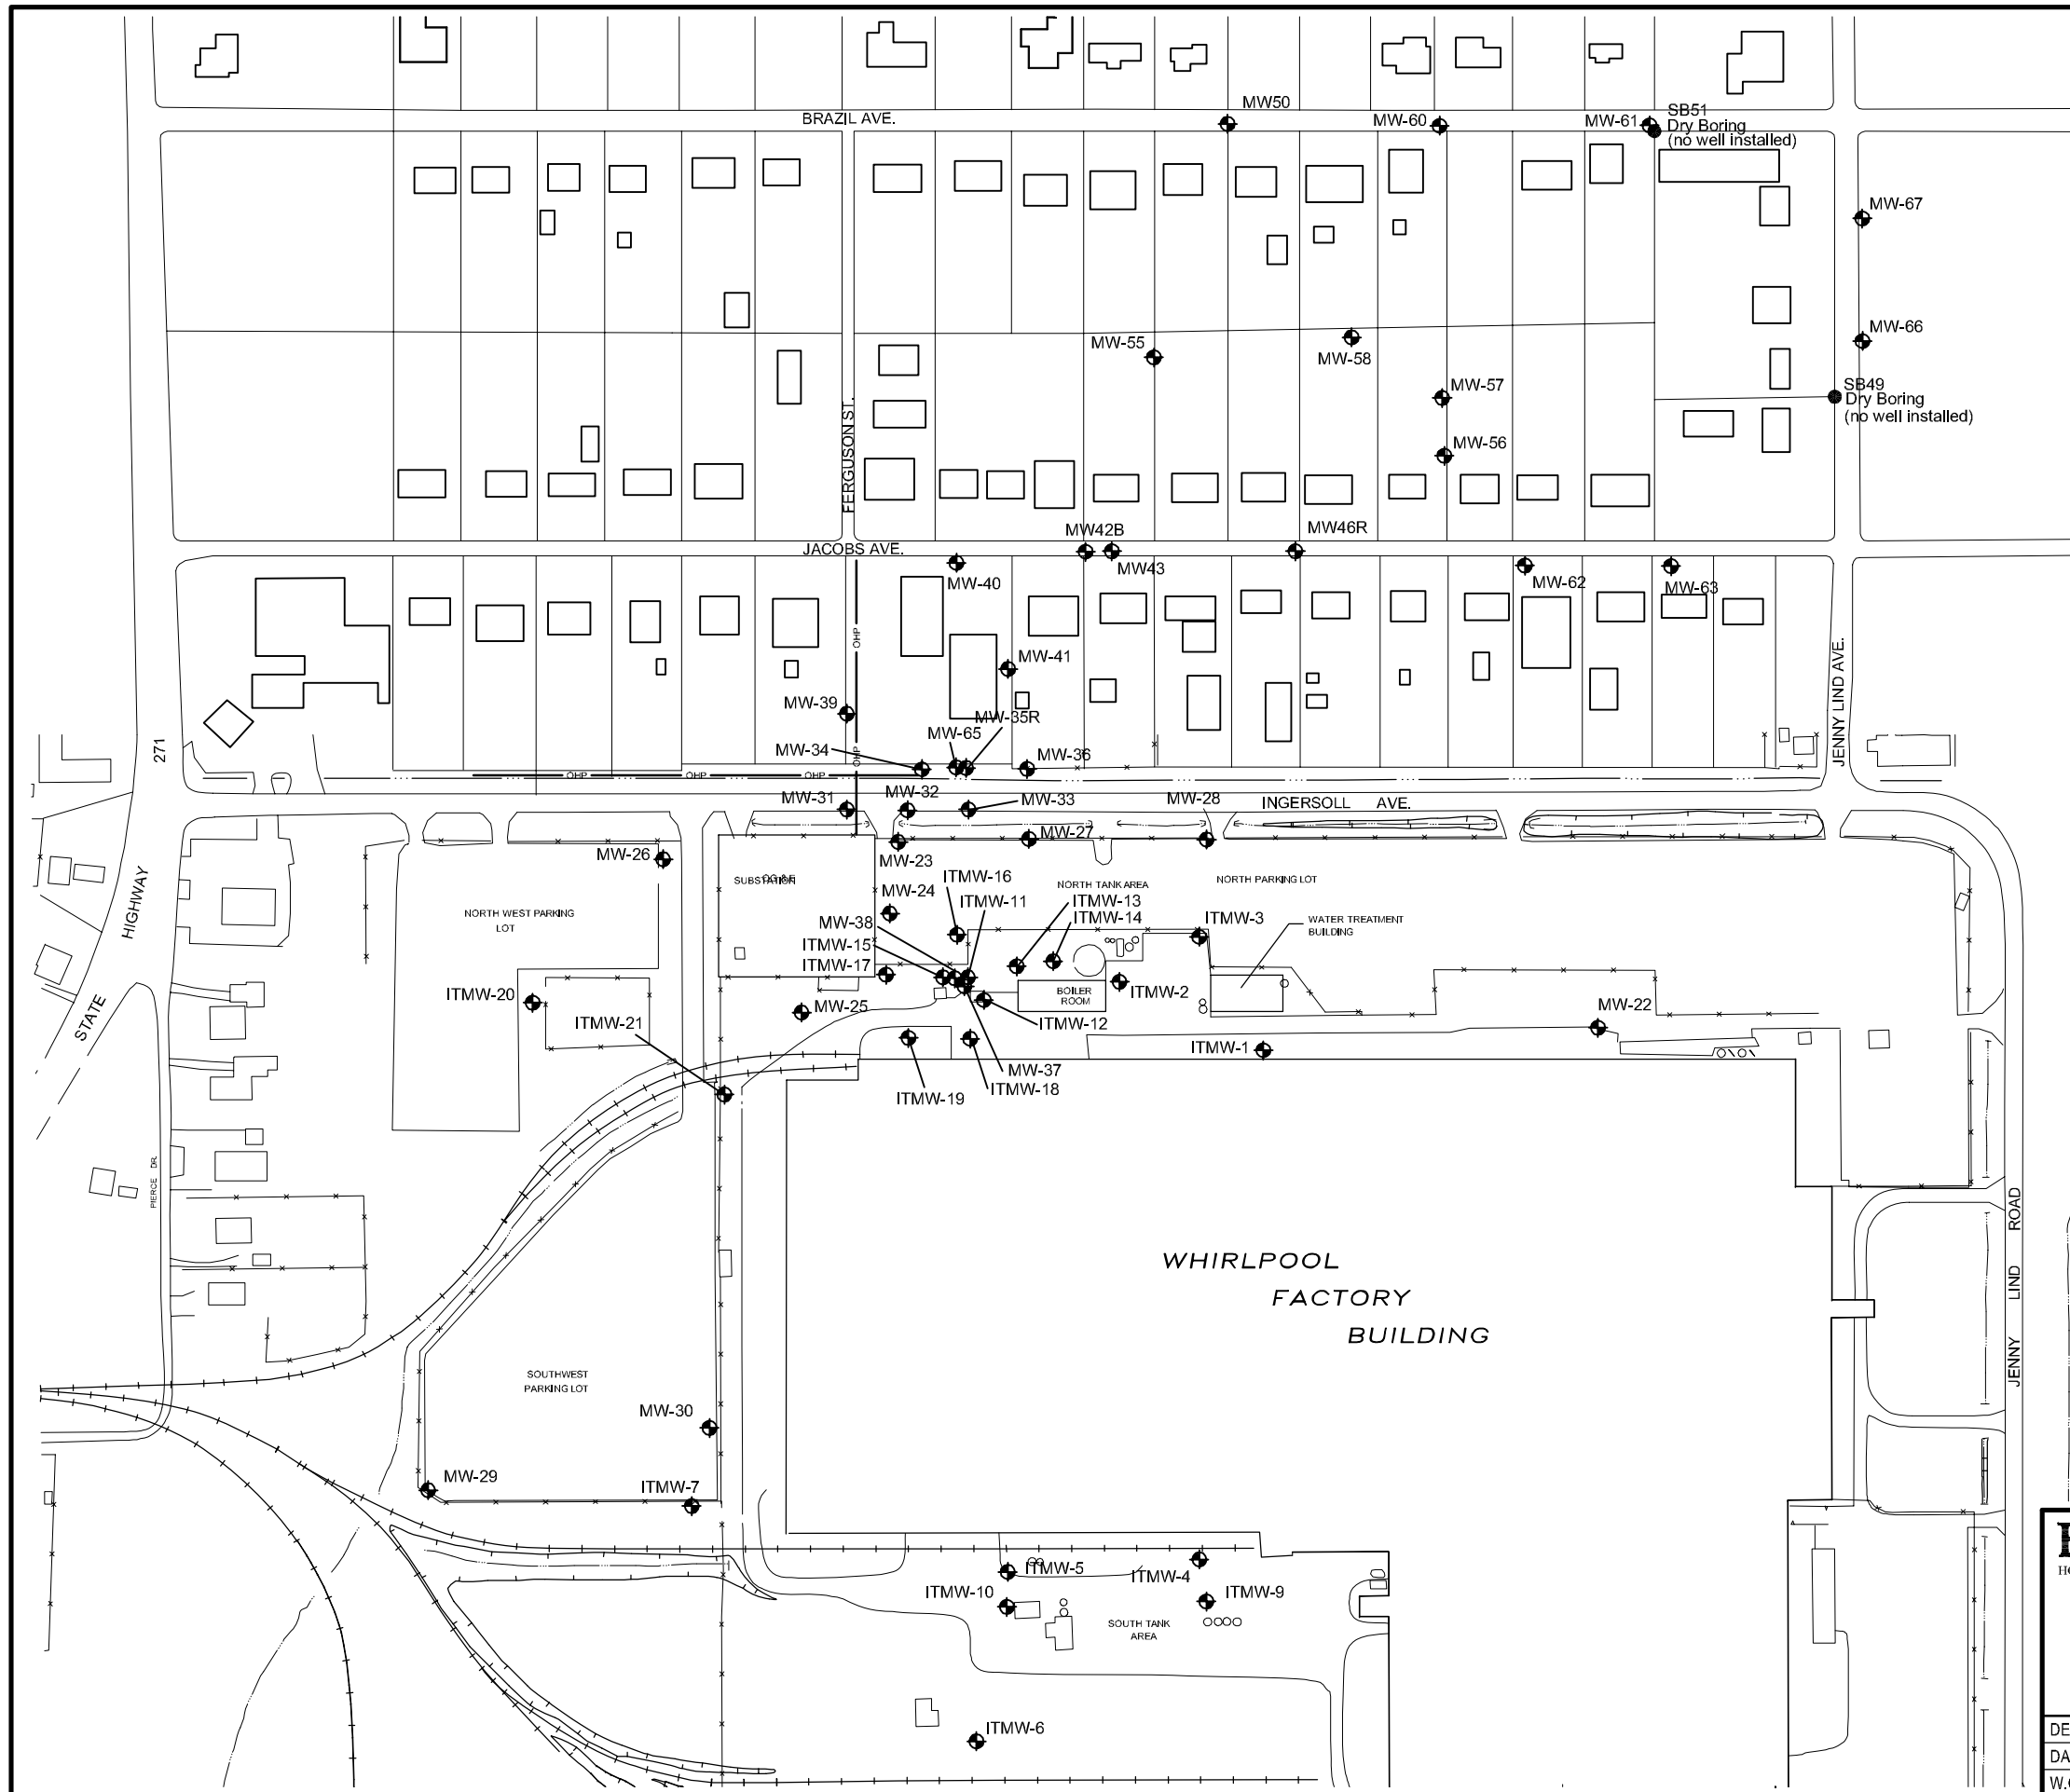 MW50
BRAZIL AVE.
MW-60
MW-61
SB51
Dry Boring
(no well installed)
MW-67
MW-66
MW-55
MW-58
MW-57
SB49
Dry Boring
(no well installed)
MW-56
FERGUSON ST.
MW42B
MW46R
JACOBS AVE.
MW-40
MW43
MW-62
MW-63
OHP
MW-41
JENNY LIND AVE.
MW-39
MW-35R
MW-65
271
MW-34
MW-36
OHP
OHP
OHP
OHP
MW-31
MW-32
MW-33
MW-28
INGERSOLL AVE.
MW-27
MW-26
MW-23
SUBSTATION
OG&E
ITMW-16
NORTH TANK AREA
NORTH PARKING LOT
MW-24
ITMW-11
ITMW-13
ITMW-14
ITMW-3
WATER TREATMENT
BUILDING
NORTH WEST PARKING
LOT
STATE HIGHWAY
MW-38
ITMW-15
ITMW-17
ITMW-20
BOILER
ROOM
ITMW-2
MW-25
ITMW-21
ITMW-12
MW-22
ITMW-1
MW-37
ITMW-18
ITMW-19
PIERCE DR.
JENNY LIND ROAD
WHIRLPOOL
FACTORY
BUILDING
SOUTHWEST
PARKING LOT
MW-30
MW-29
ITMW-7
ITMW-5
ITMW-4
ITMW-10
ITMW-9
SOUTH TANK
AREA
ITMW-6
DE
DA